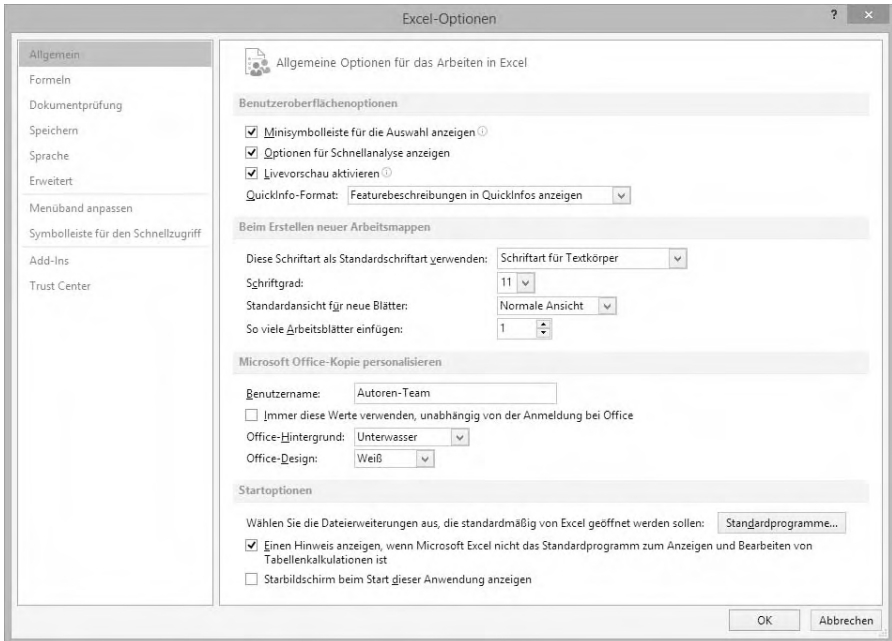 Excel-Optionen
?
Allgemein
Formeln
Dokumentprüfung
Speichern
Sprache
Erweitert
Menüband anpassen
Symbolleiste für den Schnellzugriff
Add-Ins
Trust Center
Allgemeine Optionen für das Arbeiten in Excel
Benutzeroberflächenoptionen
Minisymbolleiste für die Auswahl anzeigen
Optionen für Schnellanalyse anzeigen
Livevorschau aktivieren
QuickInfo-Format: Featurebeschreibungen in QuickInfos anzeigen
Beim Erstellen neuer Arbeitsmappen
Diese Schriftart als Standardschriftart verwenden: Schriftart für Textkörper
Schriftgrad: 11
Standardansicht für neue Blätter: Normale Ansicht
So viele Arbeitsblätter einfügen: 1
Microsoft Office-Kopie personalisieren
Benutzername: Autoren-Team
Immer diese Werte verwenden, unabhängig von der Anmeldung bei Office
Office-Hintergrund: Unterwasser
Office-Design: Weiß
Startoptionen
Wählen Sie die Dateierweiterungen aus, die standardmäßig von Excel geöffnet werden sollen: Standardprogramme...
Einen Hinweis anzeigen, wenn Microsoft Excel nicht das Standardprogramm zum Anzeigen und Bearbeiten von
Tabellenkalkulationen ist
Starbildschirm beim Start dieser Anwendung anzeigen
OK Abbrechen